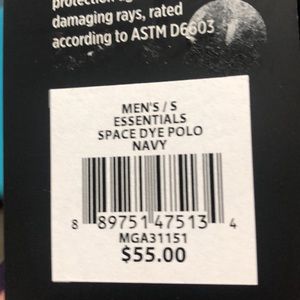 damaging rays, rated
according to ASTM D6603
MEN'S / S
ESSENTIALS
SPACE DYE POLO
NAVY
8 89751 47513 4
MGA31151
$55.00